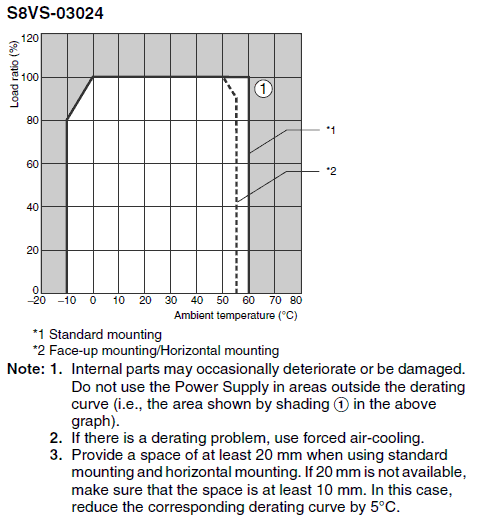 S8VS-03024
Load ratio (%)
120
100
80
60
40
20
0
①
*1
*2
−20 −10 0 10 20 30 40 50 60 70 80
Ambient temperature (°C)
*1 Standard mounting
*2 Face-up mounting/Horizontal mounting
Note: 1. Internal parts may occasionally deteriorate or be damaged.
Do not use the Power Supply in areas outside the derating
curve (i.e., the area shown by shading ① in the above
graph).
2. If there is a derating problem, use forced air-cooling.
3. Provide a space of at least 20 mm when using standard
mounting and horizontal mounting. If 20 mm is not available,
make sure that the space is at least 10 mm. In this case,
reduce the corresponding derating curve by 5°C.